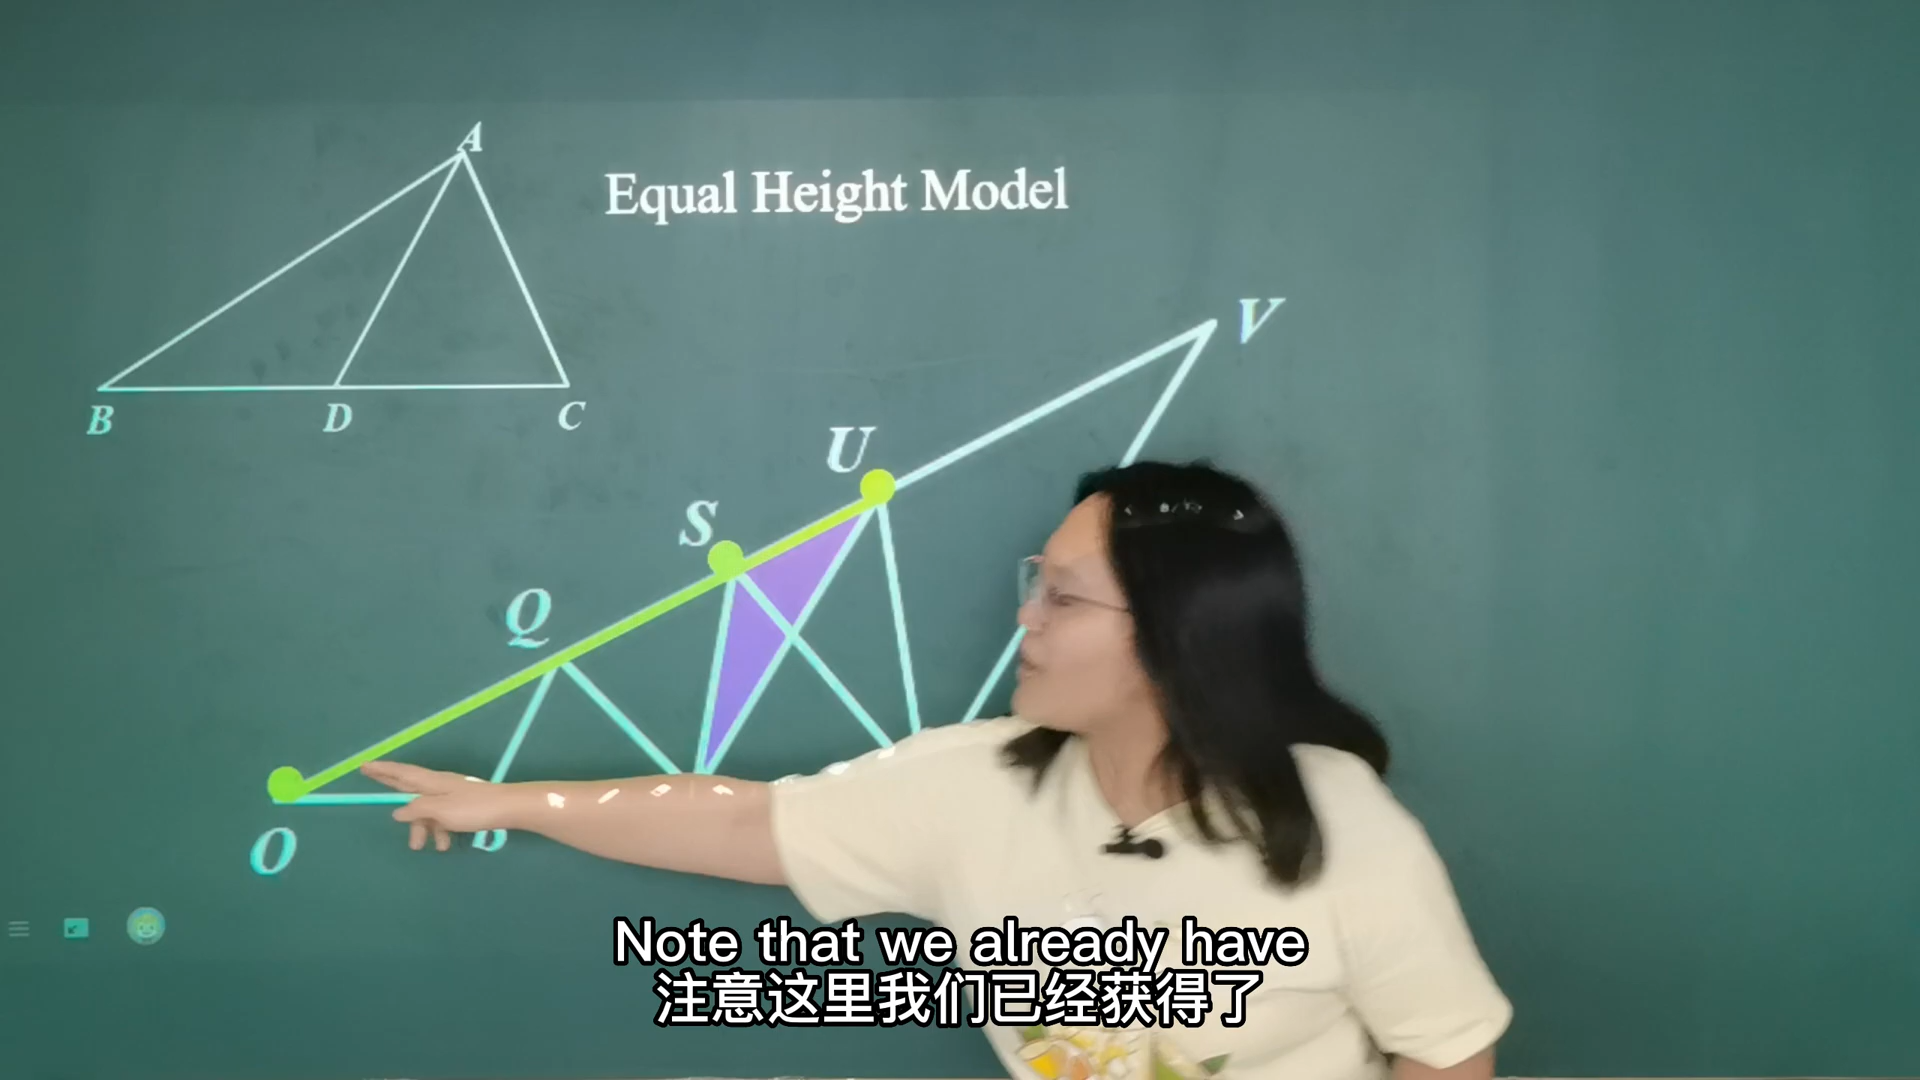 A
Equal Height Model
V
B
D
C
U
S
Q
O
Note that we already have
注意这里我们已经获得了